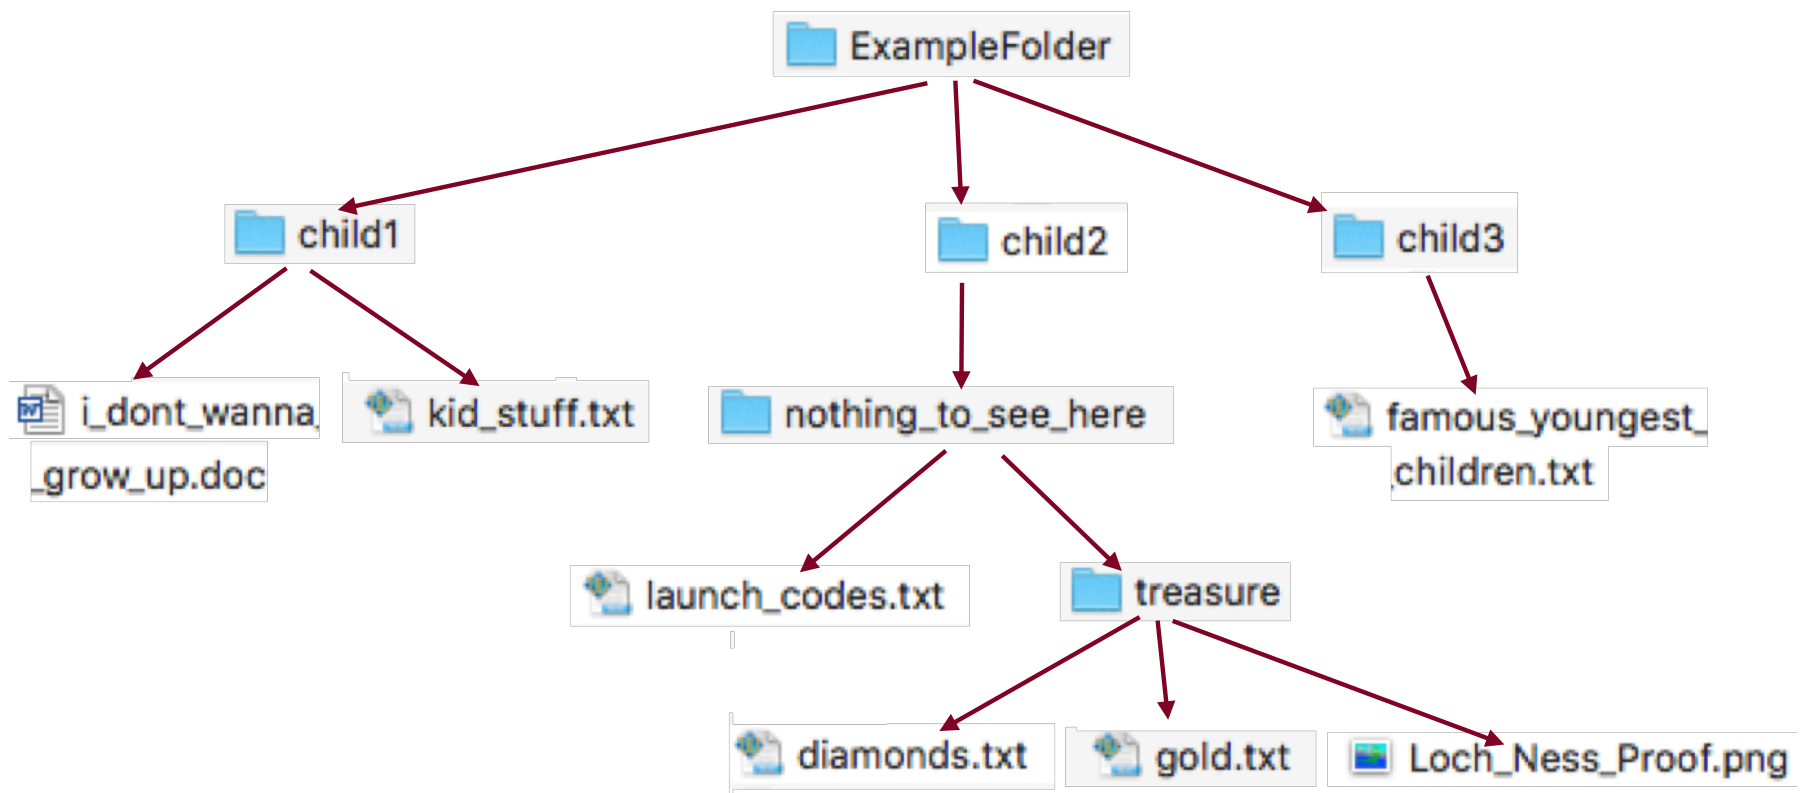 ExampleFolder
child1
child2
child3
i_dont_wanna_
_grow_up.doc
kid_stuff.txt
nothing_to_see_here
famous_youngest_
_children.txt
launch_codes.txt
treasure
diamonds.txt
gold.txt
Loch_Ness_Proof.png